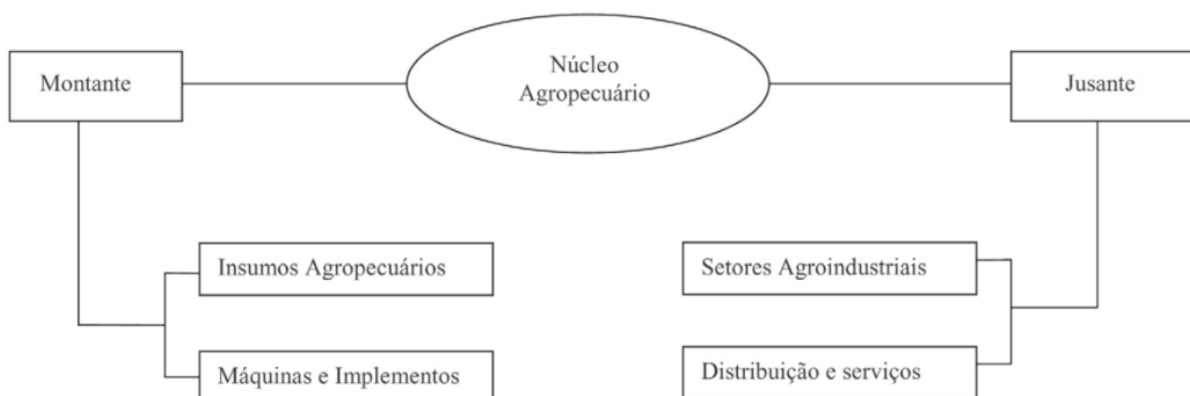 Montante
Núcleo
Agropecuário
Jusante
Insumos Agropecuários
Setores Agroindustriais
Máquinas e Implementos
Distribuição e serviços